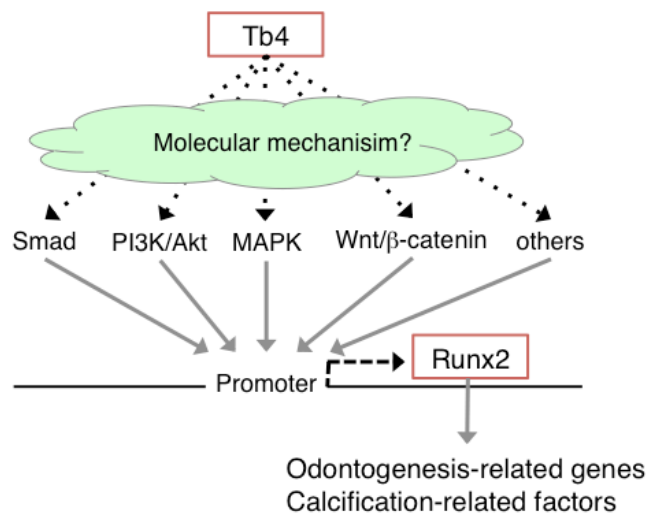 Tb4
Molecular mechanisim?
Smad
PI3K/Akt
MAPK
Wnt/β-catenin
others
Promoter
Runx2
Odontogenesis-related genes
Calcification-related factors